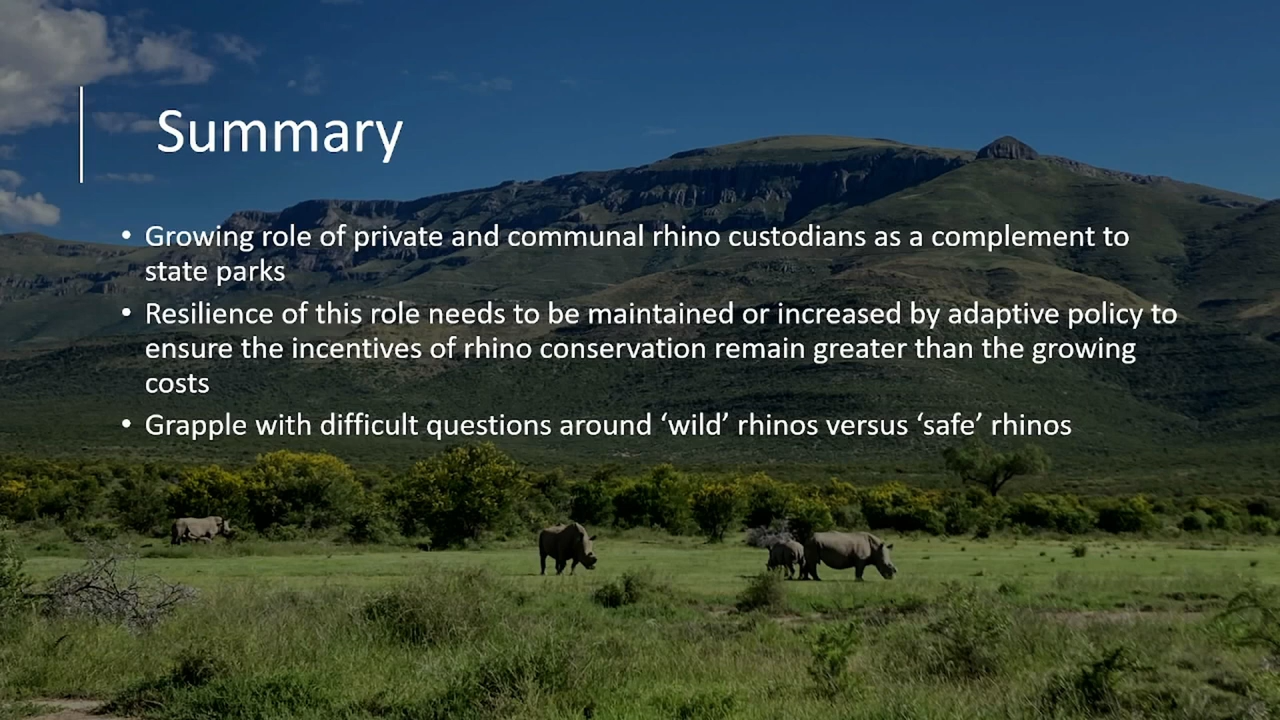 Summary
• Growing role of private and communal rhino custodians as a complement to
state parks
• Resilience of this role needs to be maintained or increased by adaptive policy to
ensure the incentives of rhino conservation remain greater than the growing
costs
• Grapple with difficult questions around ‘wild’ rhinos versus ‘safe’ rhinos